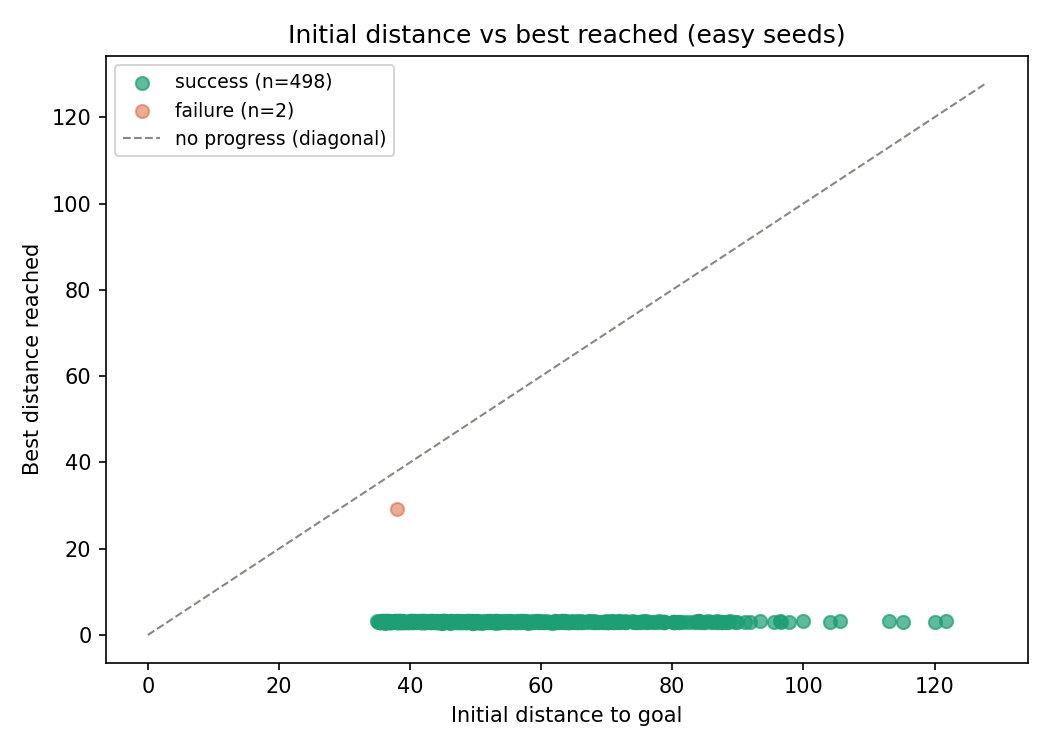 Initial distance vs best reached (easy seeds)
success (n=498)
failure (n=2)
no progress (diagonal)
Best distance reached
120
100
80
60
40
20
0
0 20 40 60 80 100 120
Initial distance to goal